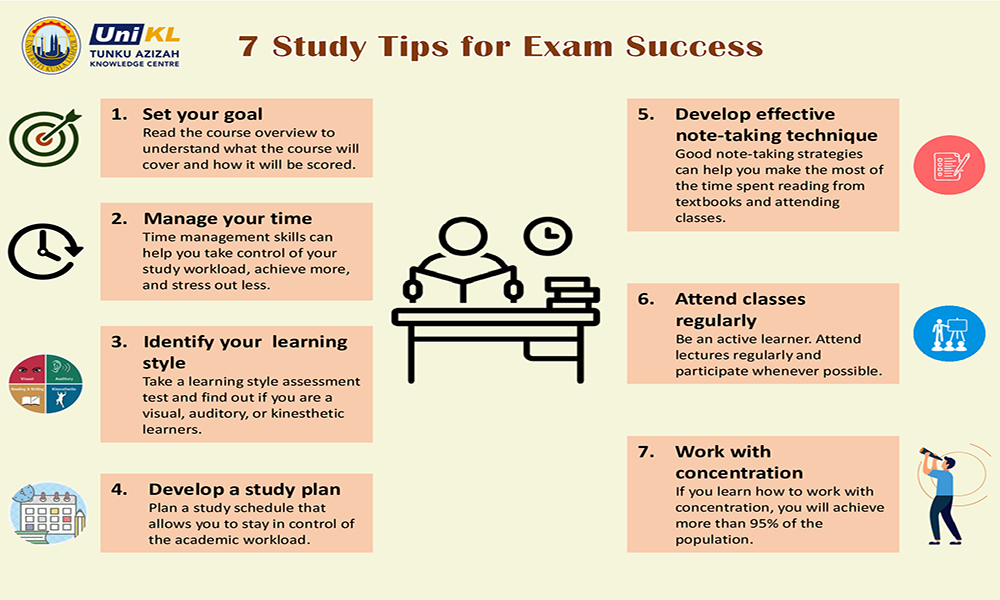 UniKL
TUNKU AZIZAH
KNOWLEDGE CENTRE
7 Study Tips for Exam Success
1. Set your goal
Read the course overview to
understand what the course will
cover and how it will be scored.
2. Manage your time
Time management skills can
help you take control of your
study workload, achieve more,
and stress out less.
3. Identify your learning
style
Take a learning style assessment
test and find out if you are a
visual, auditory, or kinesthetic
learners.
Visual
Auditory
Reading & Writing
Kinesthetic
4. Develop a study plan
Plan a study schedule that
allows you to stay in control of
the academic workload.
5. Develop effective
note-taking technique
Good note-taking strategies
can help you make the most of
the time spent reading from
textbooks and attending
classes.
6. Attend classes
regularly
Be an active learner. Attend
lectures regularly and
participate whenever possible.
7. Work with
concentration
If you learn how to work with
concentration, you will achieve
more than 95% of the
population.